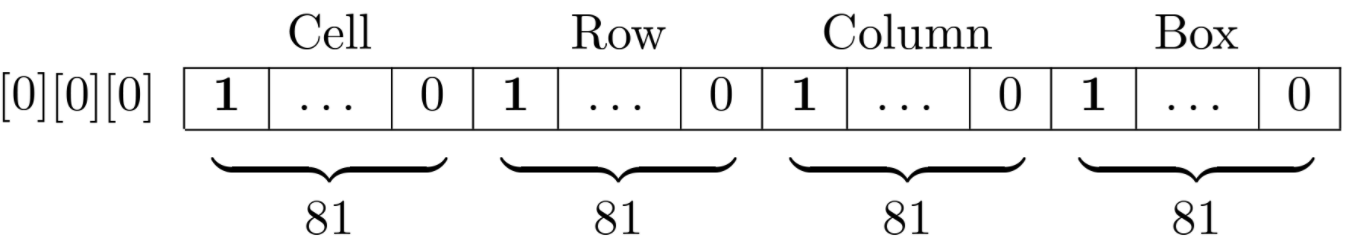 Cell Row Column Box
[0][0][0] 1 ... 0 1 ... 0 1 ... 0 1 ... 0
81 81 81 81